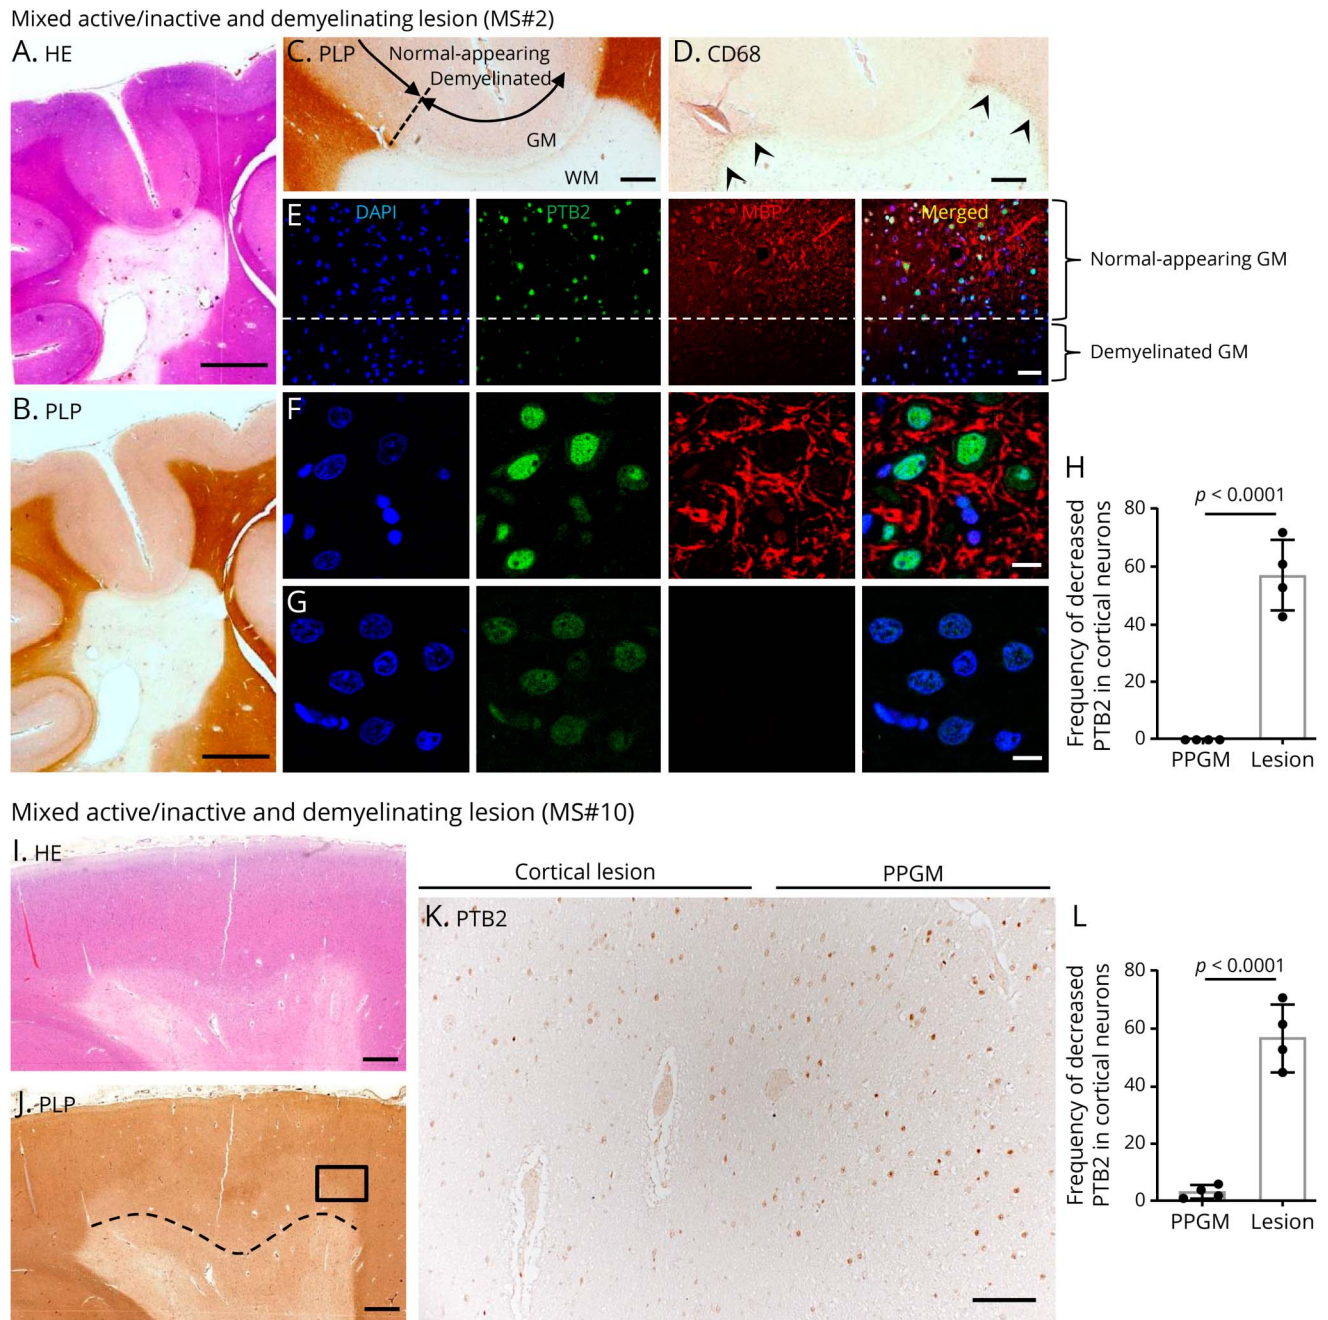 Mixed active/inactive and demyelinating lesion (MS#2)
A. HE
C. PLP
Normal-appearing
Demyelinated
GM
WM
D. CD68
E
DAPI
PTB2
MBP
Merged
Normal-appearing GM
Demyelinated GM
B. PLP
F
G
H
p < 0.0001
Frequency of decreased
PTB2 in cortical neurons
80
60
40
20
0
PPGM
Lesion
Mixed active/inactive and demyelinating lesion (MS#10)
I. HE
J. PLP
Cortical lesion
PPGM
K. PTB2
L
p < 0.0001
Frequency of decreased
PTB2 in cortical neurons
80
60
40
20
0
PPGM
Lesion